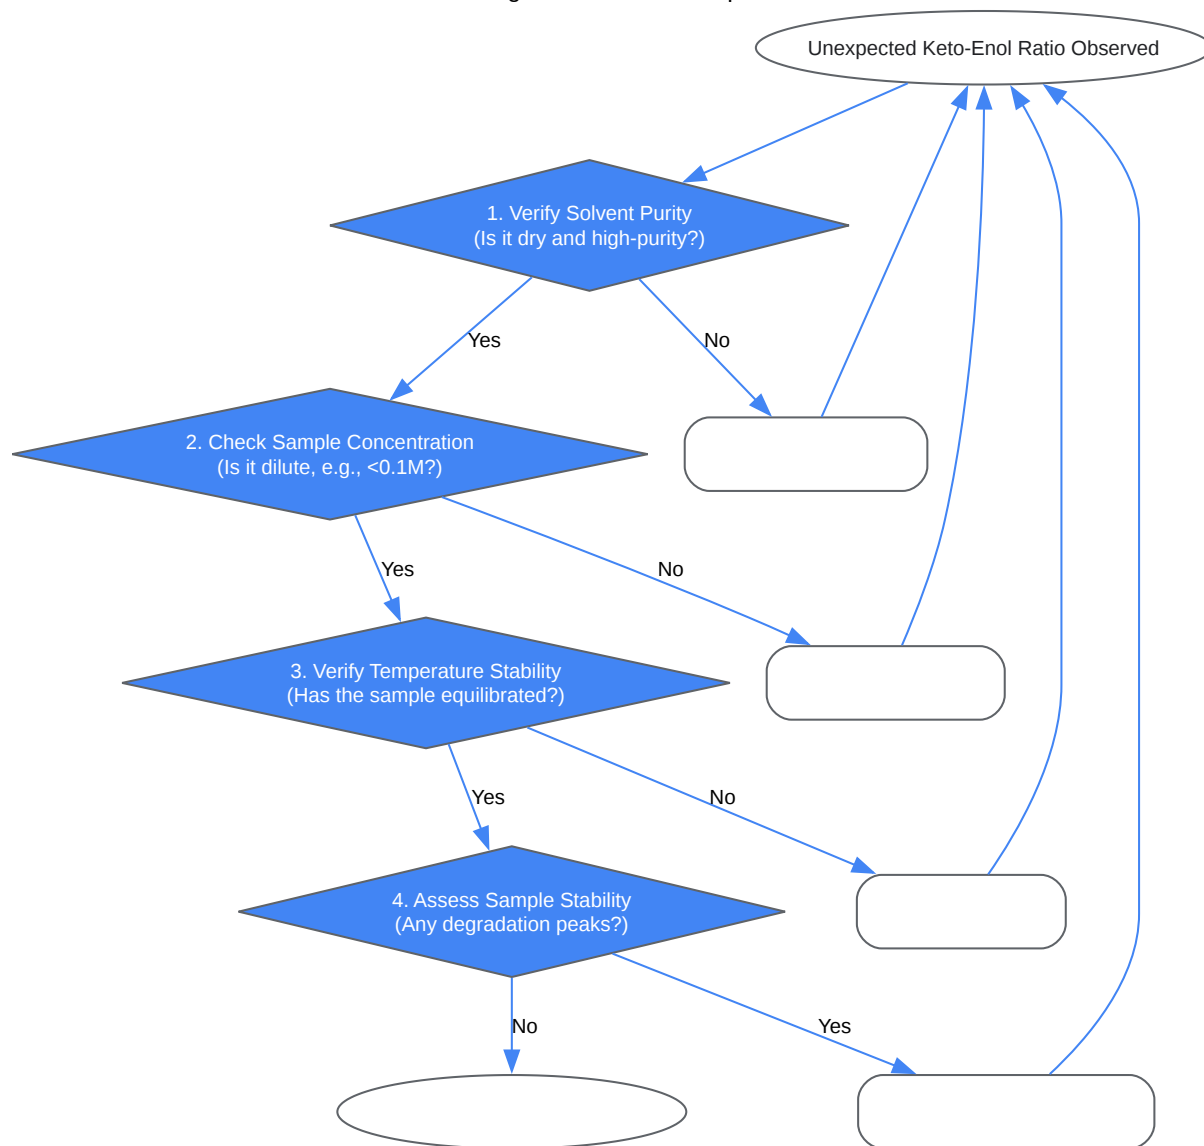 Unexpected Keto-Enol Ratio Observed
1. Verify Solvent Purity
(Is it dry and high-purity?)
Yes
No
2. Check Sample Concentration
(Is it dilute, e.g., <0.1M?)
Yes
No
3. Verify Temperature Stability
(Has the sample equilibrated?)
Yes
No
4. Assess Sample Stability
(Any degradation peaks?)
No
Yes